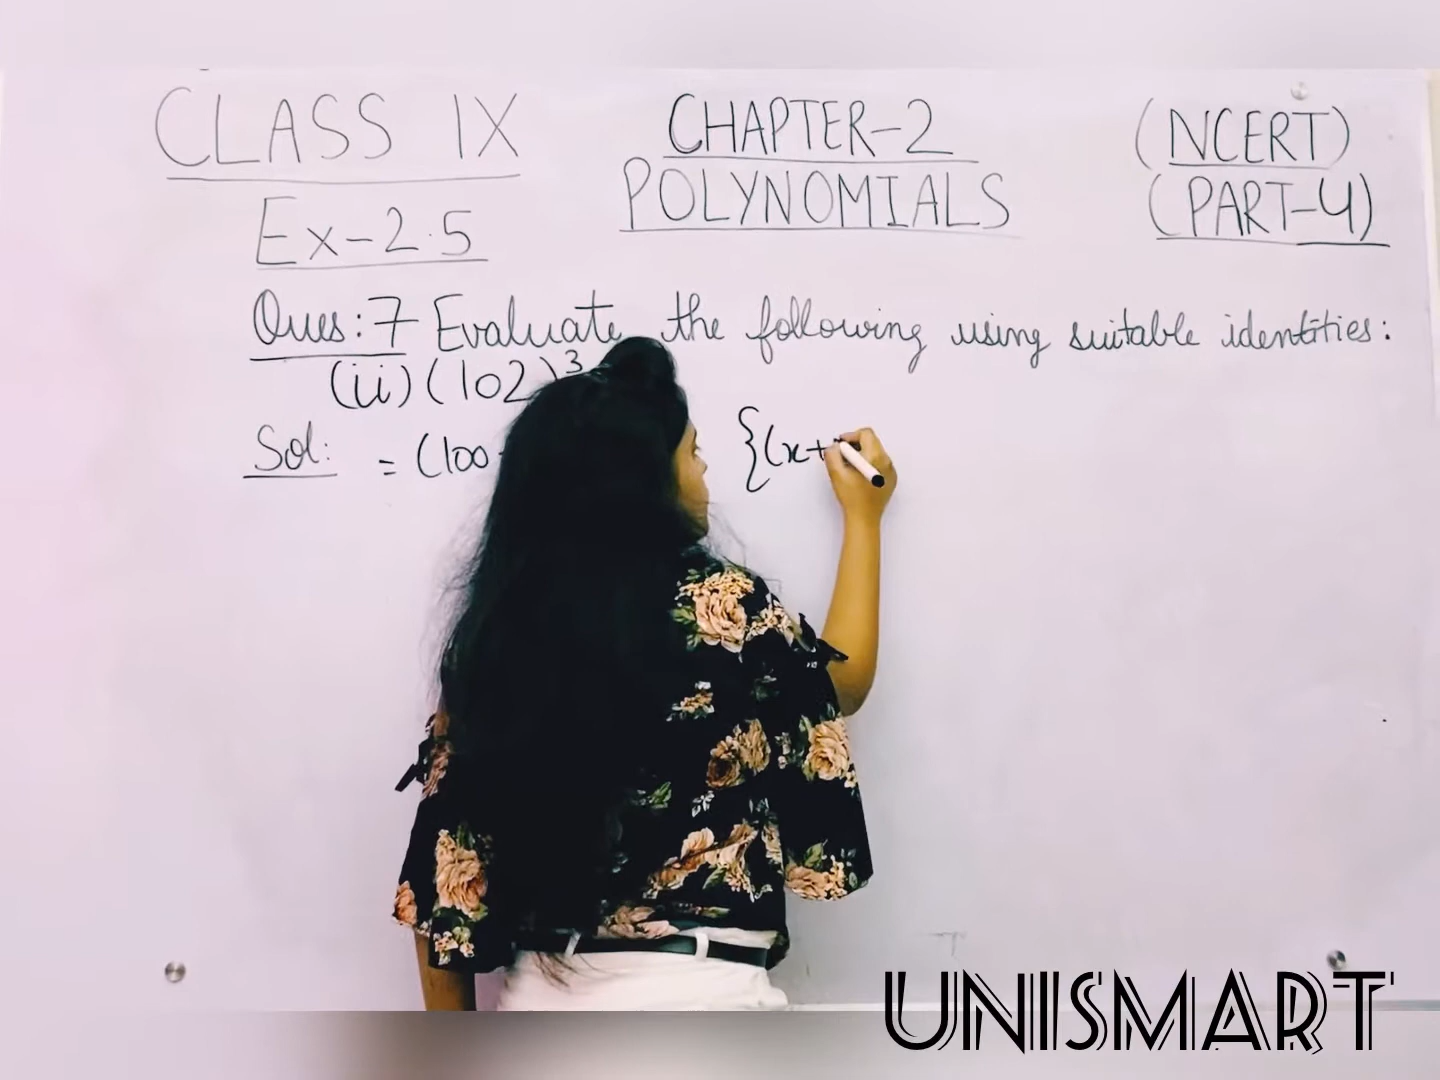 CLASS IX
CHAPTER-2
(NCERT)
POLYNOMIALS
(PART-4)
Ex-2.5
Ques:7 Evaluate the following using suitable identities:
(ii) (102)³
Sol: = (100 {(x+
UNISMART